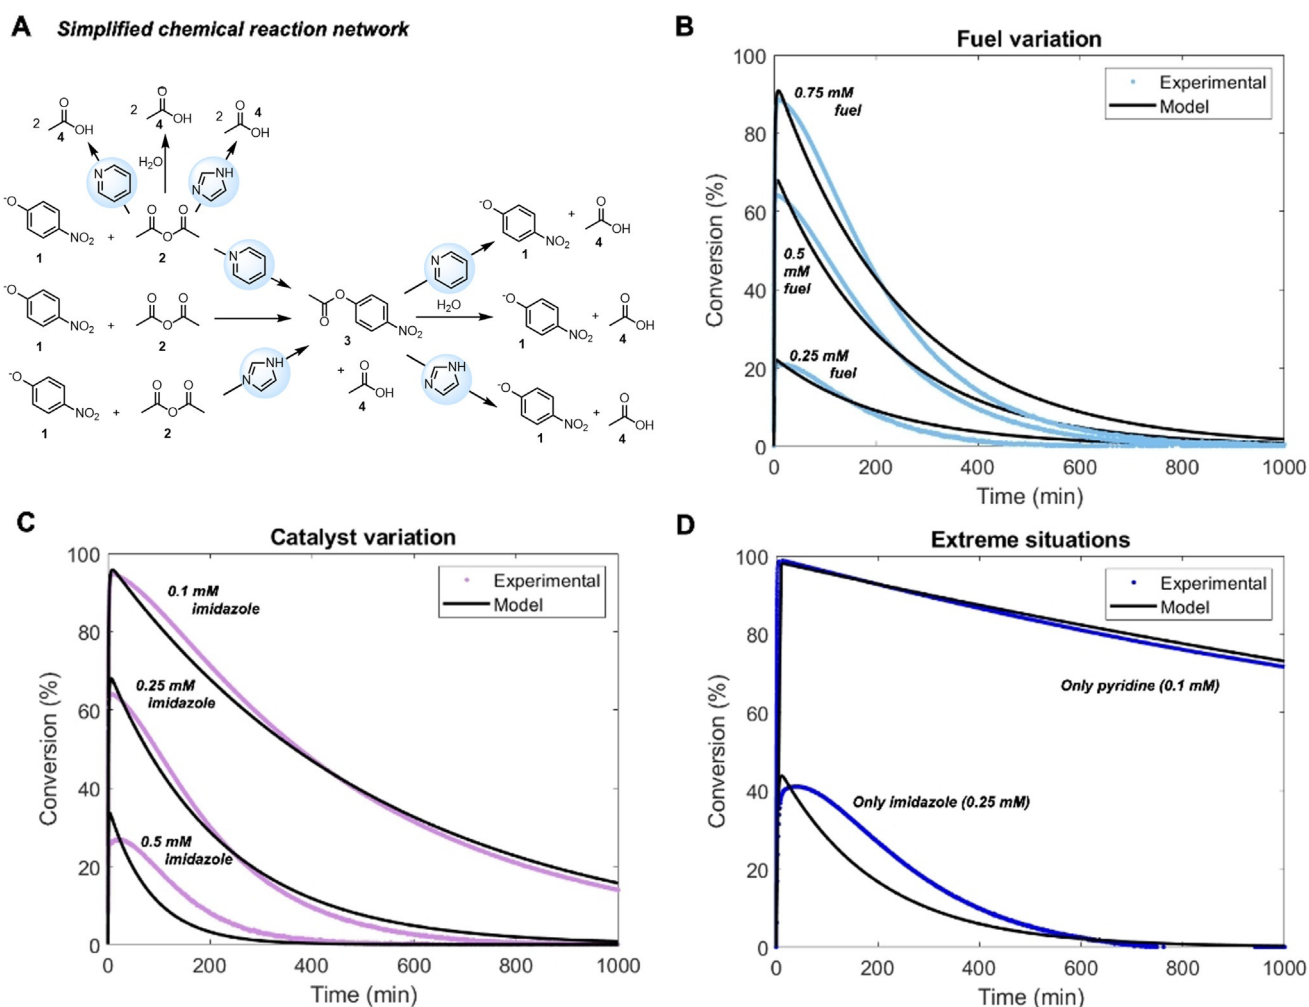 A Simplified chemical reaction network
2 O OH 4
2 O OH 4
2 O OH 4
H₂O
N
N NH
⁻O NO₂ 1 + O O O 2
N
⁻O NO₂ 1 + O O O 2
O O NO₂ 3
+ O OH 4
⁻O NO₂ 1 + O O O 2
N NH
N
H₂O
N NH
⁻O NO₂ 1 + O OH 4
⁻O NO₂ 1 + O OH 4
⁻O NO₂ 1 + O OH 4
B
Fuel variation
Conversion (%)
100
80
60
40
20
0
Experimental
Model
0.75 mM
fuel
0.5
mM
fuel
0.25 mM
fuel
0 200 400 600 800 1000
Time (min)
C
Catalyst variation
Conversion (%)
100
80
60
40
20
0
Experimental
Model
0.1 mM
imidazole
0.25 mM
imidazole
0.5 mM
imidazole
0 200 400 600 800 1000
Time (min)
D
Extreme situations
Conversion (%)
100
80
60
40
20
0
Experimental
Model
Only pyridine (0.1 mM)
Only imidazole (0.25 mM)
0 200 400 600 800 1000
Time (min)